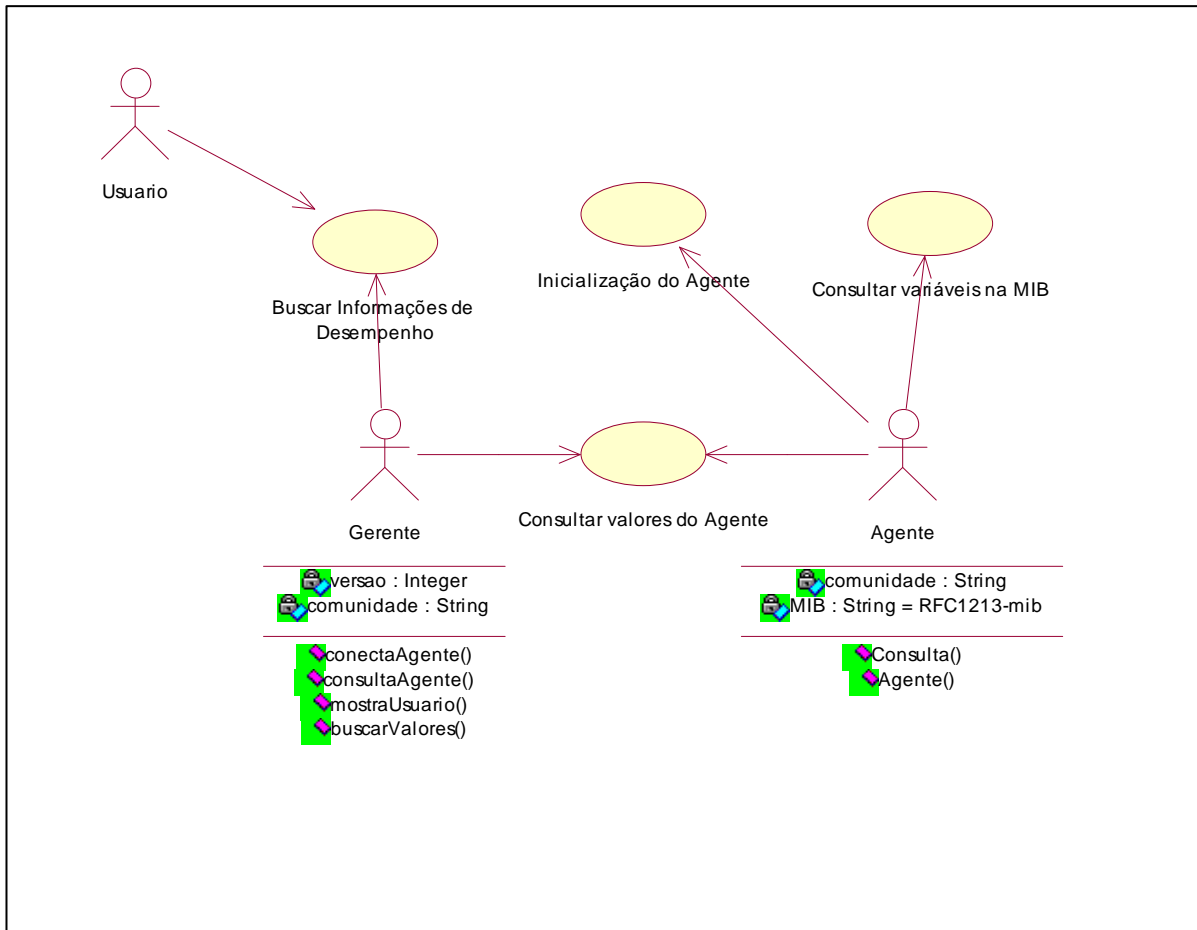 Usuario
Buscar Informações de
Desempenho
Inicialização do Agente
Consultar variáveis na MIB
Consultar valores do Agente
Gerente
versao : Integer
comunidade : String
conectaAgente()
consultaAgente()
mostraUsuario()
buscarValores()
Agente
comunidade : String
MIB : String = RFC1213-mib
Consulta()
Agente()